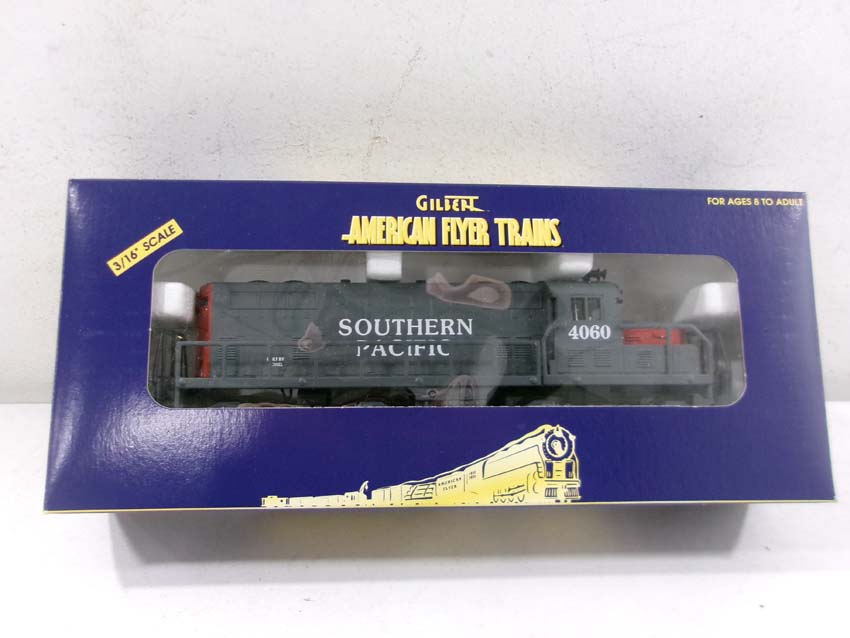 GILBERT
AMERICAN FLYER TRAINS
FOR AGES 8 TO ADULT
3/16" SCALE
SOUTHERN
PACIFIC
4060
AMERICAN
FLYER